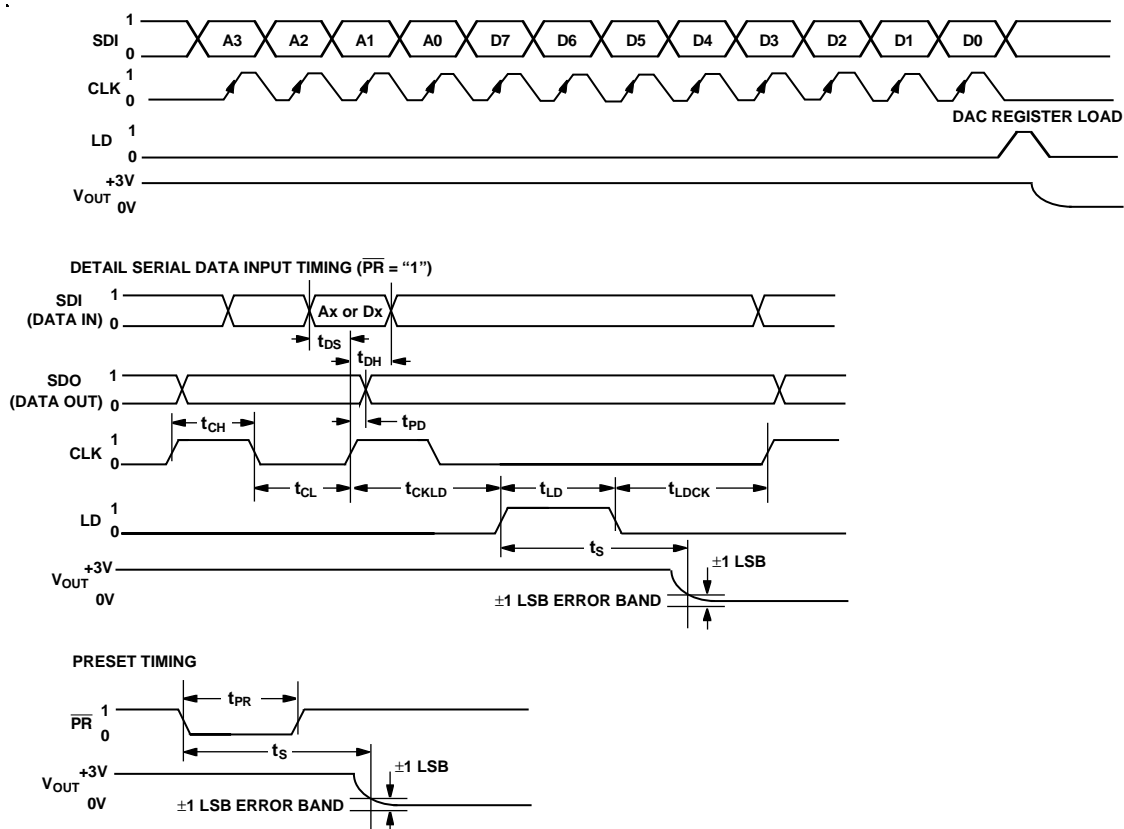 1
SDI A3 A2 A1 A0 D7 D6 D5 D4 D3 D2 D1 D0
0
1
CLK
0
DAC REGISTER LOAD
1
LD
0
+3V
VOUT
0V
DETAIL SERIAL DATA INPUT TIMING (PR = “1”)
SDI 1
(DATA IN) 0 Ax or Dx
tDS
tDH
SDO 1
(DATA OUT) 0
tCH tPD
1
CLK
0
tCL tCKLD tLD tLDCK
1
LD
0
tS
+3V
VOUT ±1 LSB
0V ±1 LSB ERROR BAND
PRESET TIMING
tPR
1
PR
0
tS
+3V ±1 LSB
VOUT
0V ±1 LSB ERROR BAND